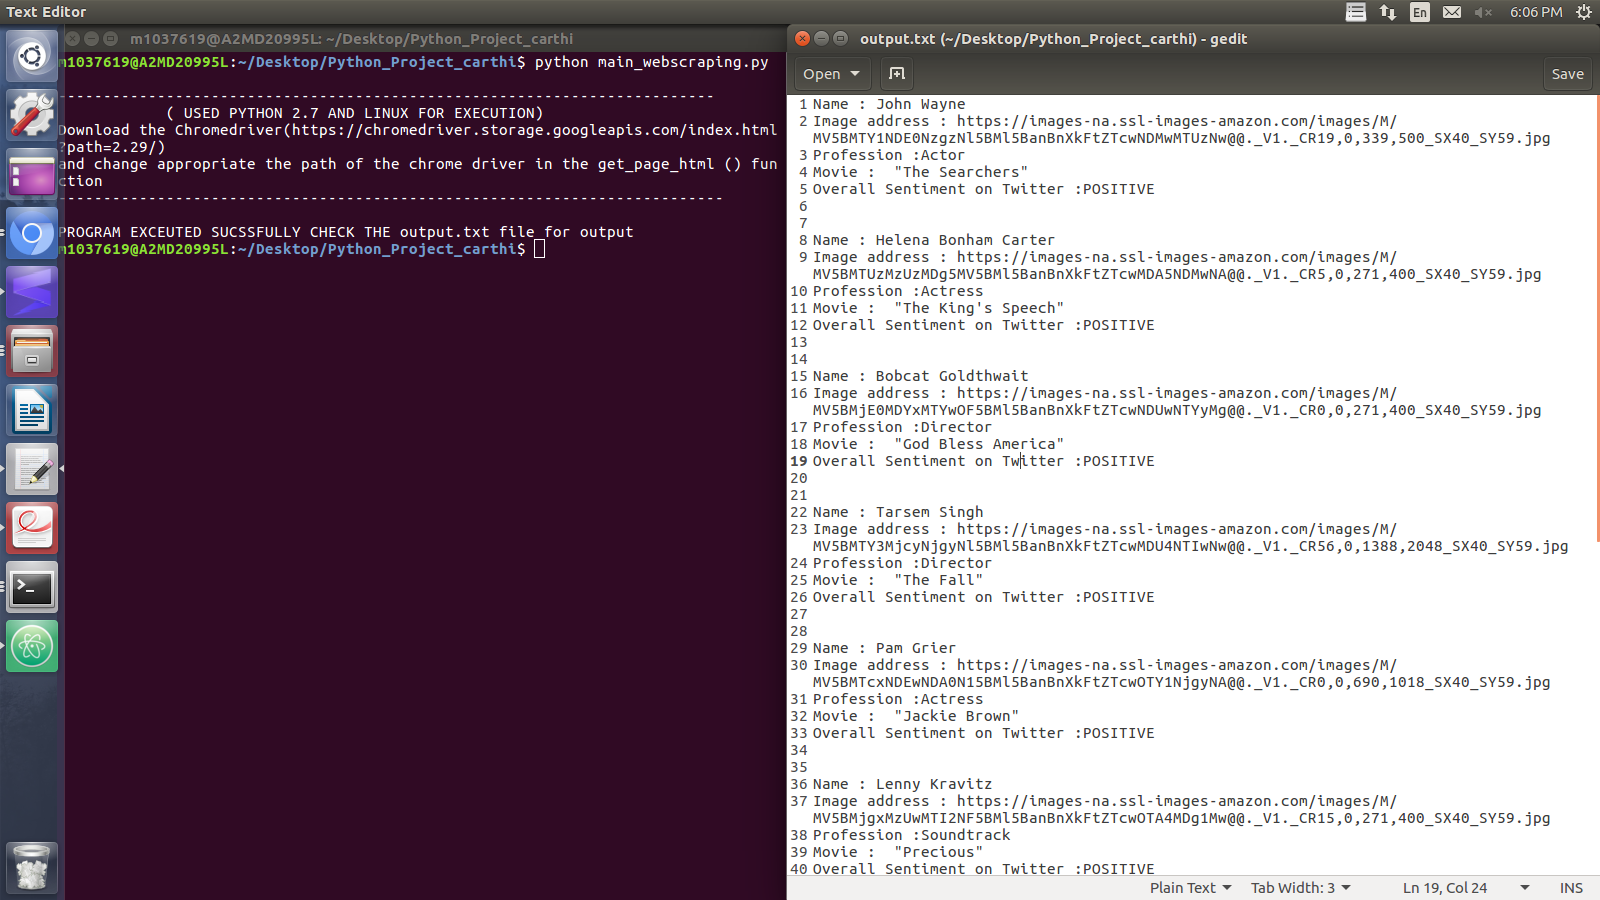 Text Editor
En
6:06 PM
m1037619@A2MD20995L: ~/Desktop/Python_Project_carthi
m1037619@A2MD20995L:~/Desktop/Python_Project_carthi$ python main_webscraping.py
-------------------------------------------------------------------------
( USED PYTHON 2.7 AND LINUX FOR EXECUTION)
Download the Chromedriver(https://chromedriver.storage.googleapis.com/index.html
?path=2.29/)
and change appropriate the path of the chrome driver in the get_page_html () fun
ction
--------------------------------------------------------------------------
PROGRAM EXCEUTED SUCSSFULLY CHECK THE output.txt file for output
m1037619@A2MD20995L:~/Desktop/Python_Project_carthi$
output.txt (~/Desktop/Python_Project_carthi) - gedit
Open
Save
1 Name : John Wayne
2 Image address : https://images-na.ssl-images-amazon.com/images/M/
MV5BMTY1NDE0NzgzNl5BMl5BanBnXkFtZTcwNDMwMTUzNw@@._V1._CR19,0,339,500_SX40_SY59.jpg
3 Profession :Actor
4 Movie :  "The Searchers"
5 Overall Sentiment on Twitter :POSITIVE
6
7
8 Name : Helena Bonham Carter
9 Image address : https://images-na.ssl-images-amazon.com/images/M/
MV5BMTUzMzUzMDg5MV5BMl5BanBnXkFtZTcwMDA5NDMwNA@@._V1._CR5,0,271,400_SX40_SY59.jpg
10 Profession :Actress
11 Movie :  "The King's Speech"
12 Overall Sentiment on Twitter :POSITIVE
13
14
15 Name : Bobcat Goldthwait
16 Image address : https://images-na.ssl-images-amazon.com/images/M/
MV5BMjE0MDYxMTYwOF5BMl5BanBnXkFtZTcwNDUwNTYyMg@@._V1._CR0,0,271,400_SX40_SY59.jpg
17 Profession :Director
18 Movie :  "God Bless America"
19 Overall Sentiment on Twitter :POSITIVE
20
21
22 Name : Tarsem Singh
23 Image address : https://images-na.ssl-images-amazon.com/images/M/
MV5BMTY3MjcyNjgyNl5BMl5BanBnXkFtZTcwMDU4NTIwNw@@._V1._CR56,0,1388,2048_SX40_SY59.jpg
24 Profession :Director
25 Movie :  "The Fall"
26 Overall Sentiment on Twitter :POSITIVE
27
28
29 Name : Pam Grier
30 Image address : https://images-na.ssl-images-amazon.com/images/M/
MV5BMTcxNDEwNDA0N15BMl5BanBnXkFtZTcwOTY1NjgyNA@@._V1._CR0,0,690,1018_SX40_SY59.jpg
31 Profession :Actress
32 Movie :  "Jackie Brown"
33 Overall Sentiment on Twitter :POSITIVE
34
35
36 Name : Lenny Kravitz
37 Image address : https://images-na.ssl-images-amazon.com/images/M/
MV5BMjgxMzUwMTI2NF5BMl5BanBnXkFtZTcwOTA4MDg1Mw@@._V1._CR15,0,271,400_SX40_SY59.jpg
38 Profession :Soundtrack
39 Movie :  "Precious"
40 Overall Sentiment on Twitter :POSITIVE
Plain Text
Tab Width: 3
Ln 19, Col 24
INS